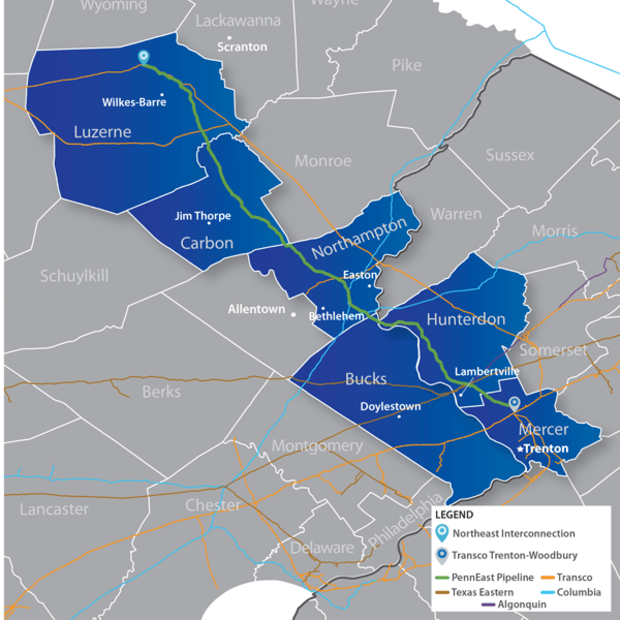 Wyoming
Lackawanna
Wayne
Scranton
Pike
Wilkes-Barre
Luzerne
Monroe
Sussex
Jim Thorpe
Carbon
Northampton
Warren
Morris
Schuylkill
Easton
Allentown
Bethlehem
Hunterdon
Somerset
Bucks
Lambertville
Berks
Doylestown
Mercer
Trenton
Montgomery
Lancaster
Chester
Philadelphia
Delaware
LEGEND
Northeast Interconnection
Transco Trenton-Woodbury
PennEast Pipeline Transco
Texas Eastern Columbia
Algonquin